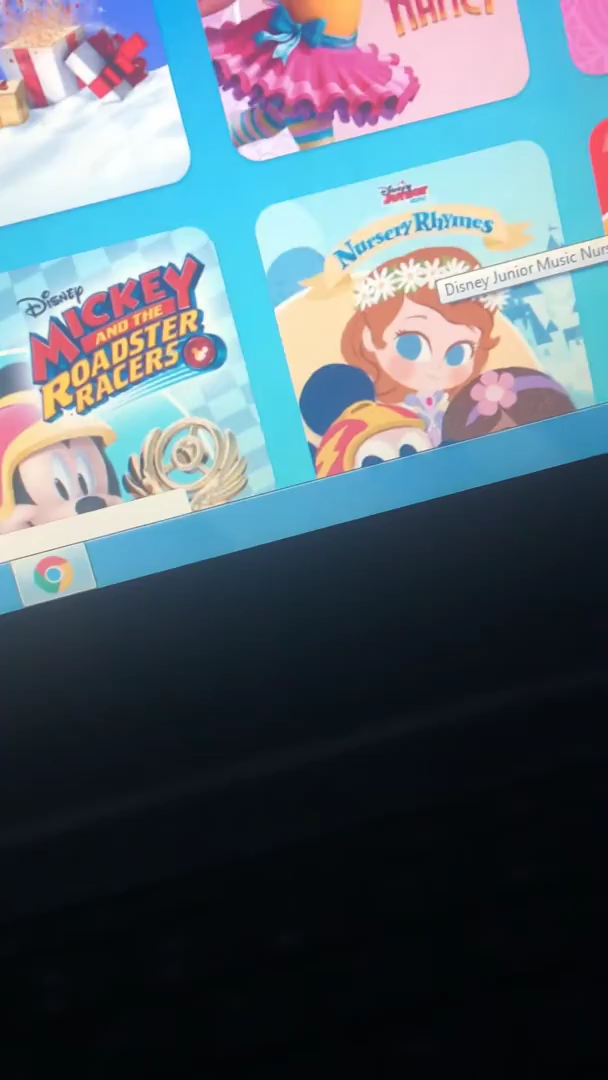 NANCY
Disney
MICKEY
AND THE
ROADSTER
RACERS
Disney
Junior
Nursery Rhymes
Disney Junior Music Nurs